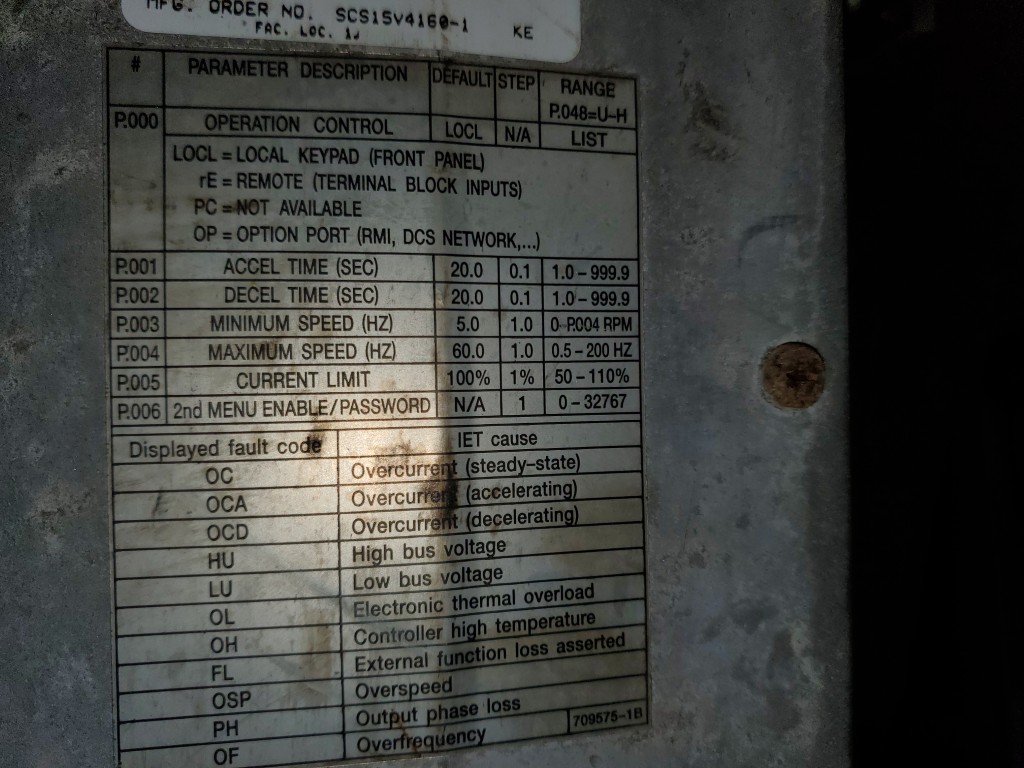 MFG. ORDER NO. SCS15V4160-1
FAC. LOC. 1J KE
# PARAMETER DESCRIPTION DEFAULT STEP RANGE
P.048=U-H
P.000 OPERATION CONTROL LOCL N/A LIST
LOCL = LOCAL KEYPAD (FRONT PANEL)
rE = REMOTE (TERMINAL BLOCK INPUTS)
PC = NOT AVAILABLE
OP = OPTION PORT (RMI, DCS NETWORK,...)
P.001 ACCEL TIME (SEC) 20.0 0.1 1.0 – 999.9
P.002 DECEL TIME (SEC) 20.0 0.1 1.0 – 999.9
P.003 MINIMUM SPEED (HZ) 5.0 1.0 0- P.004 RPM
P.004 MAXIMUM SPEED (HZ) 60.0 1.0 0.5 – 200 HZ
P.005 CURRENT LIMIT 100% 1% 50 – 110%
P.006 2nd MENU ENABLE/PASSWORD N/A 1 0 – 32767
Displayed fault code IET cause
OC Overcurrent (steady–state)
OCA Overcurrent (accelerating)
OCD Overcurrent (decelerating)
HU High bus voltage
LU Low bus voltage
OL Electronic thermal overload
OH Controller high temperature
FL External function loss asserted
OSP Overspeed
PH Output phase loss
OF Overfrequency 709575-1B